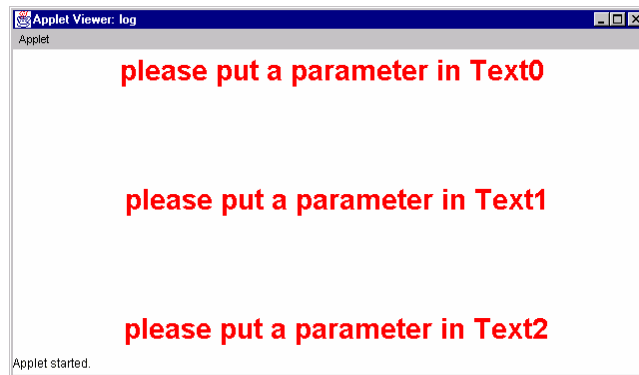 Applet Viewer: log
Applet
please put a parameter in Text0
please put a parameter in Text1
please put a parameter in Text2
Applet started.